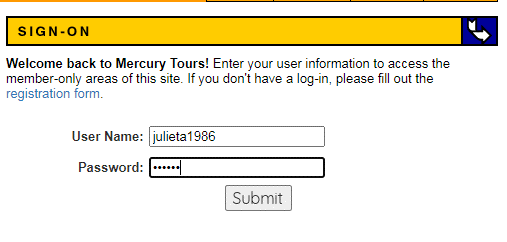 SIGN-ON
Welcome back to Mercury Tours! Enter your user information to access the
member-only areas of this site. If you don't have a log-in, please fill out the
registration form.
User Name: julieta1986
Password: ••••••
Submit